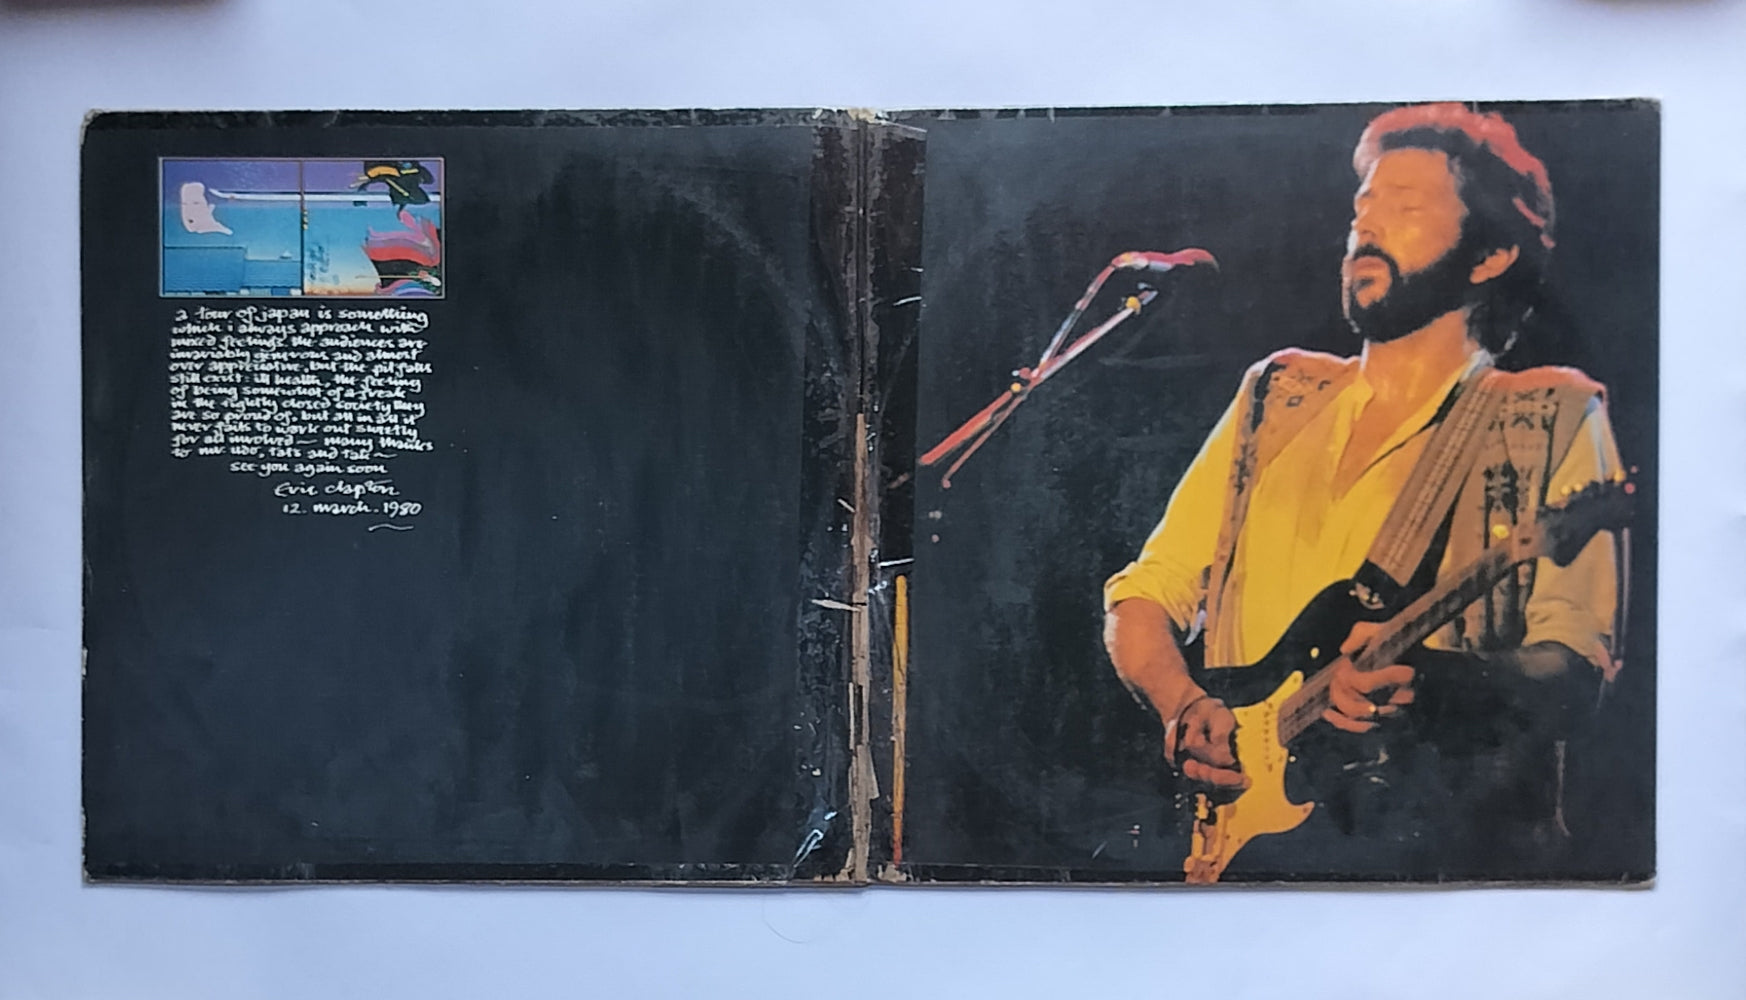 a tour of japan is something
which i always approach with
mixed feelings. the audiences are
invariably generous and almost
over appreciative, but the pitfalls
still exist: ill health, the feeling
of being somewhat of a freak
in the tightly closed society they
are so proud of, but all in all it
never fails to work out sweetly
for all involved — many thanks
to mr. udo, tats and tak ~
see you again soon
Eric clapton
12. march. 1980